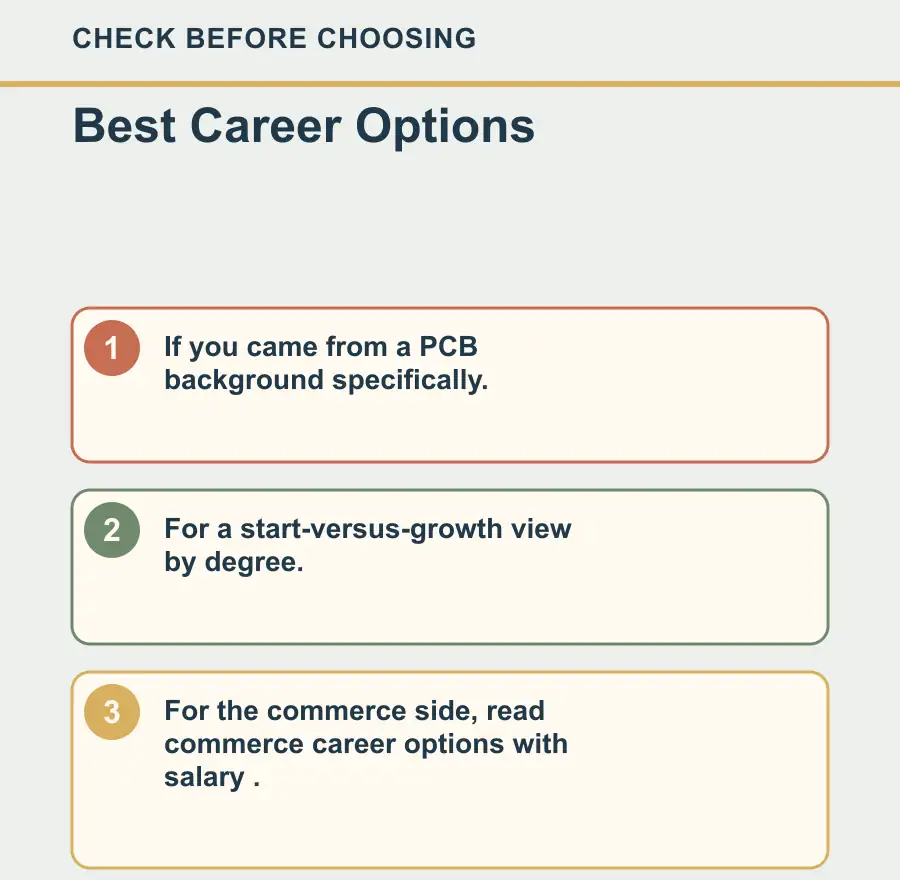 CHECK BEFORE CHOOSING
Best Career Options
1
If you came from a PCB
background specifically.
2
For a start-versus-growth view
by degree.
3
For the commerce side, read
commerce career options with
salary .